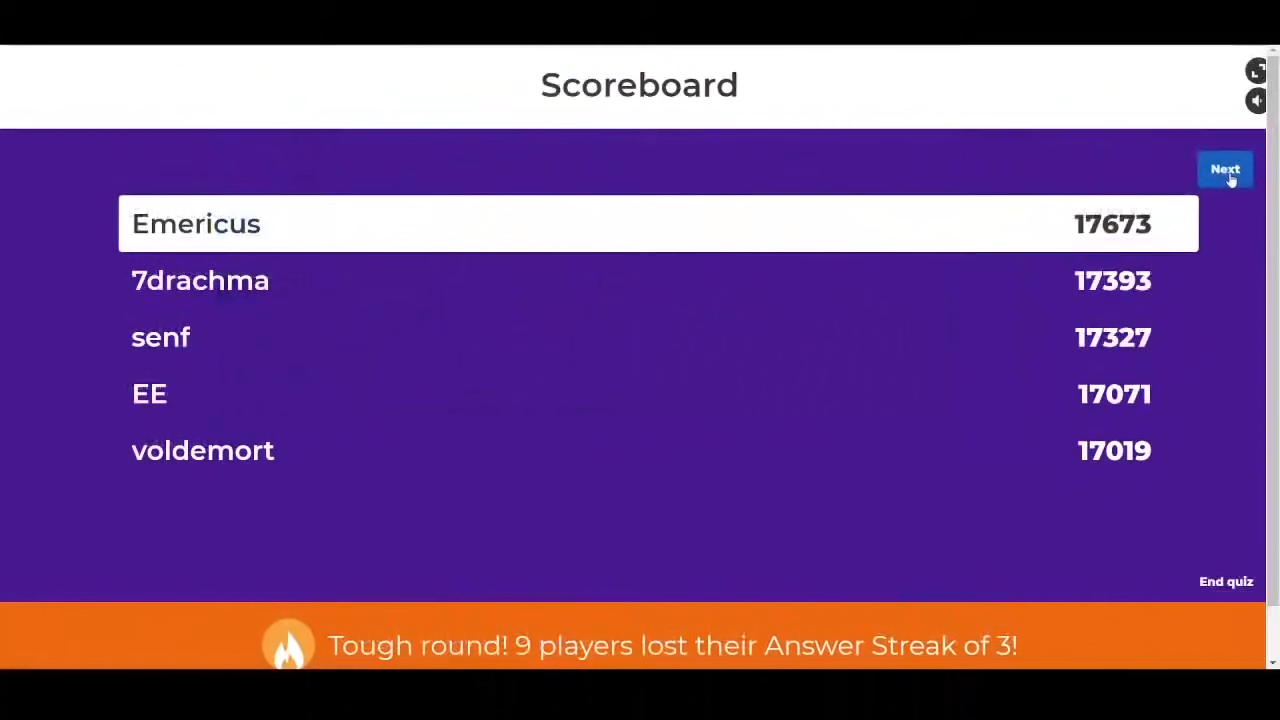 Scoreboard
Next
Emericus 17673
7drachma 17393
senf 17327
EE 17071
voldemort 17019
End quiz
Tough round! 9 players lost their Answer Streak of 3!